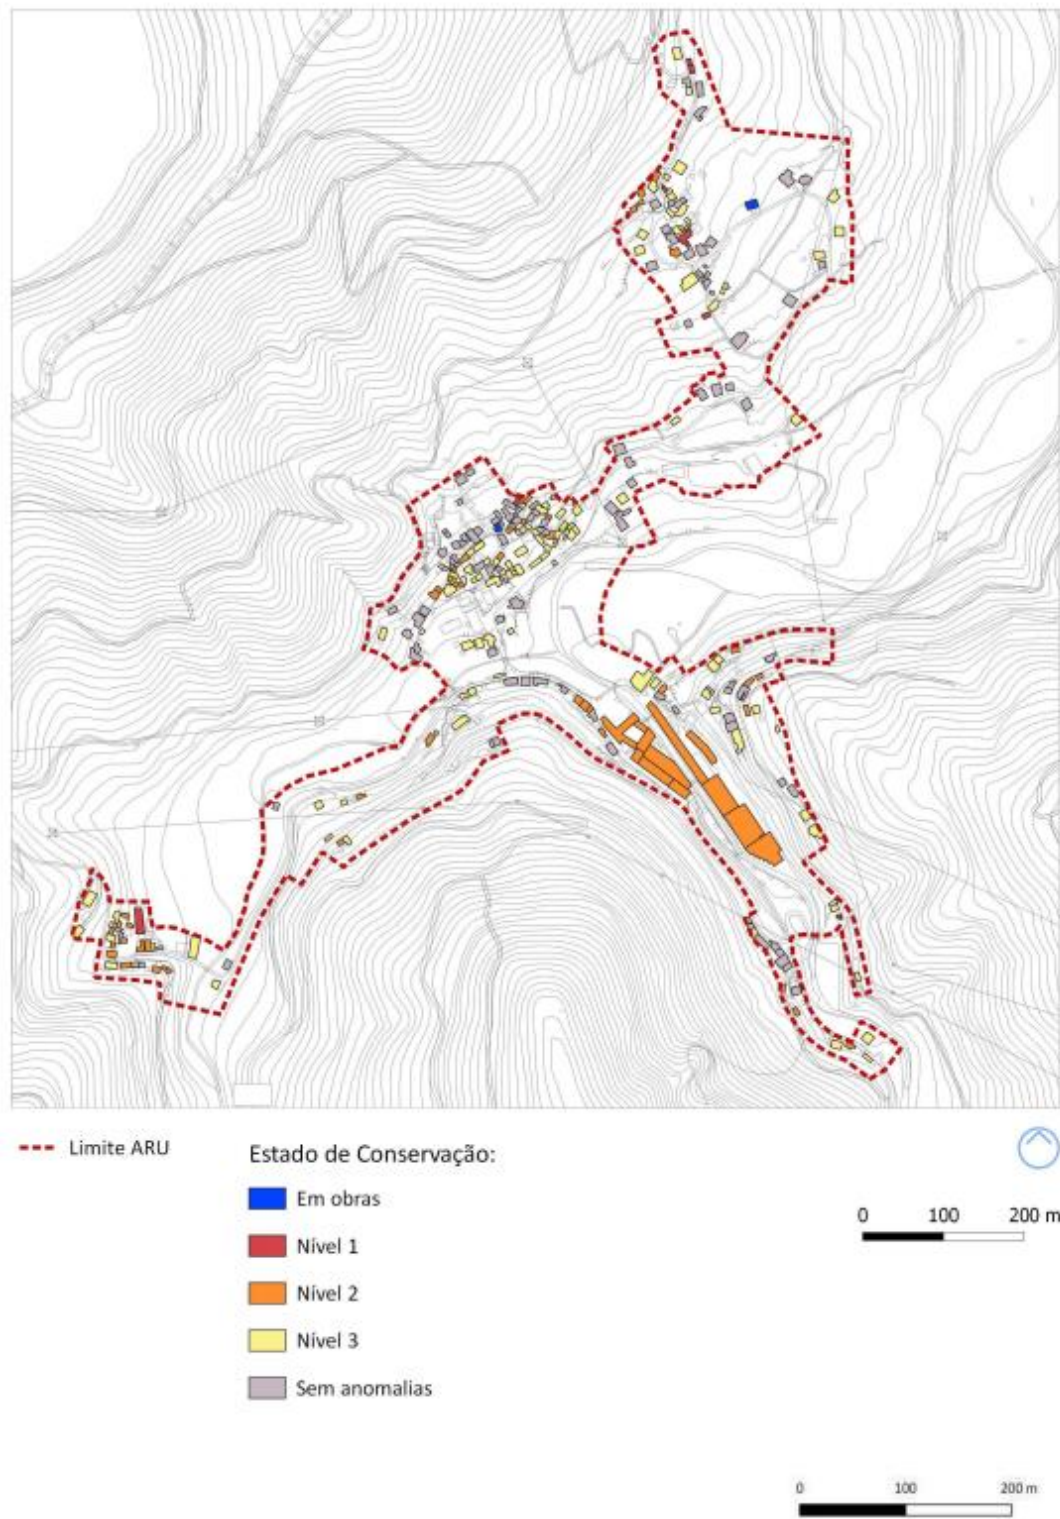 Limite ARU
Estado de Conservação:
Em obras
Nível 1
Nível 2
Nível 3
Sem anomalias
0 100 200 m
0 100 200 m